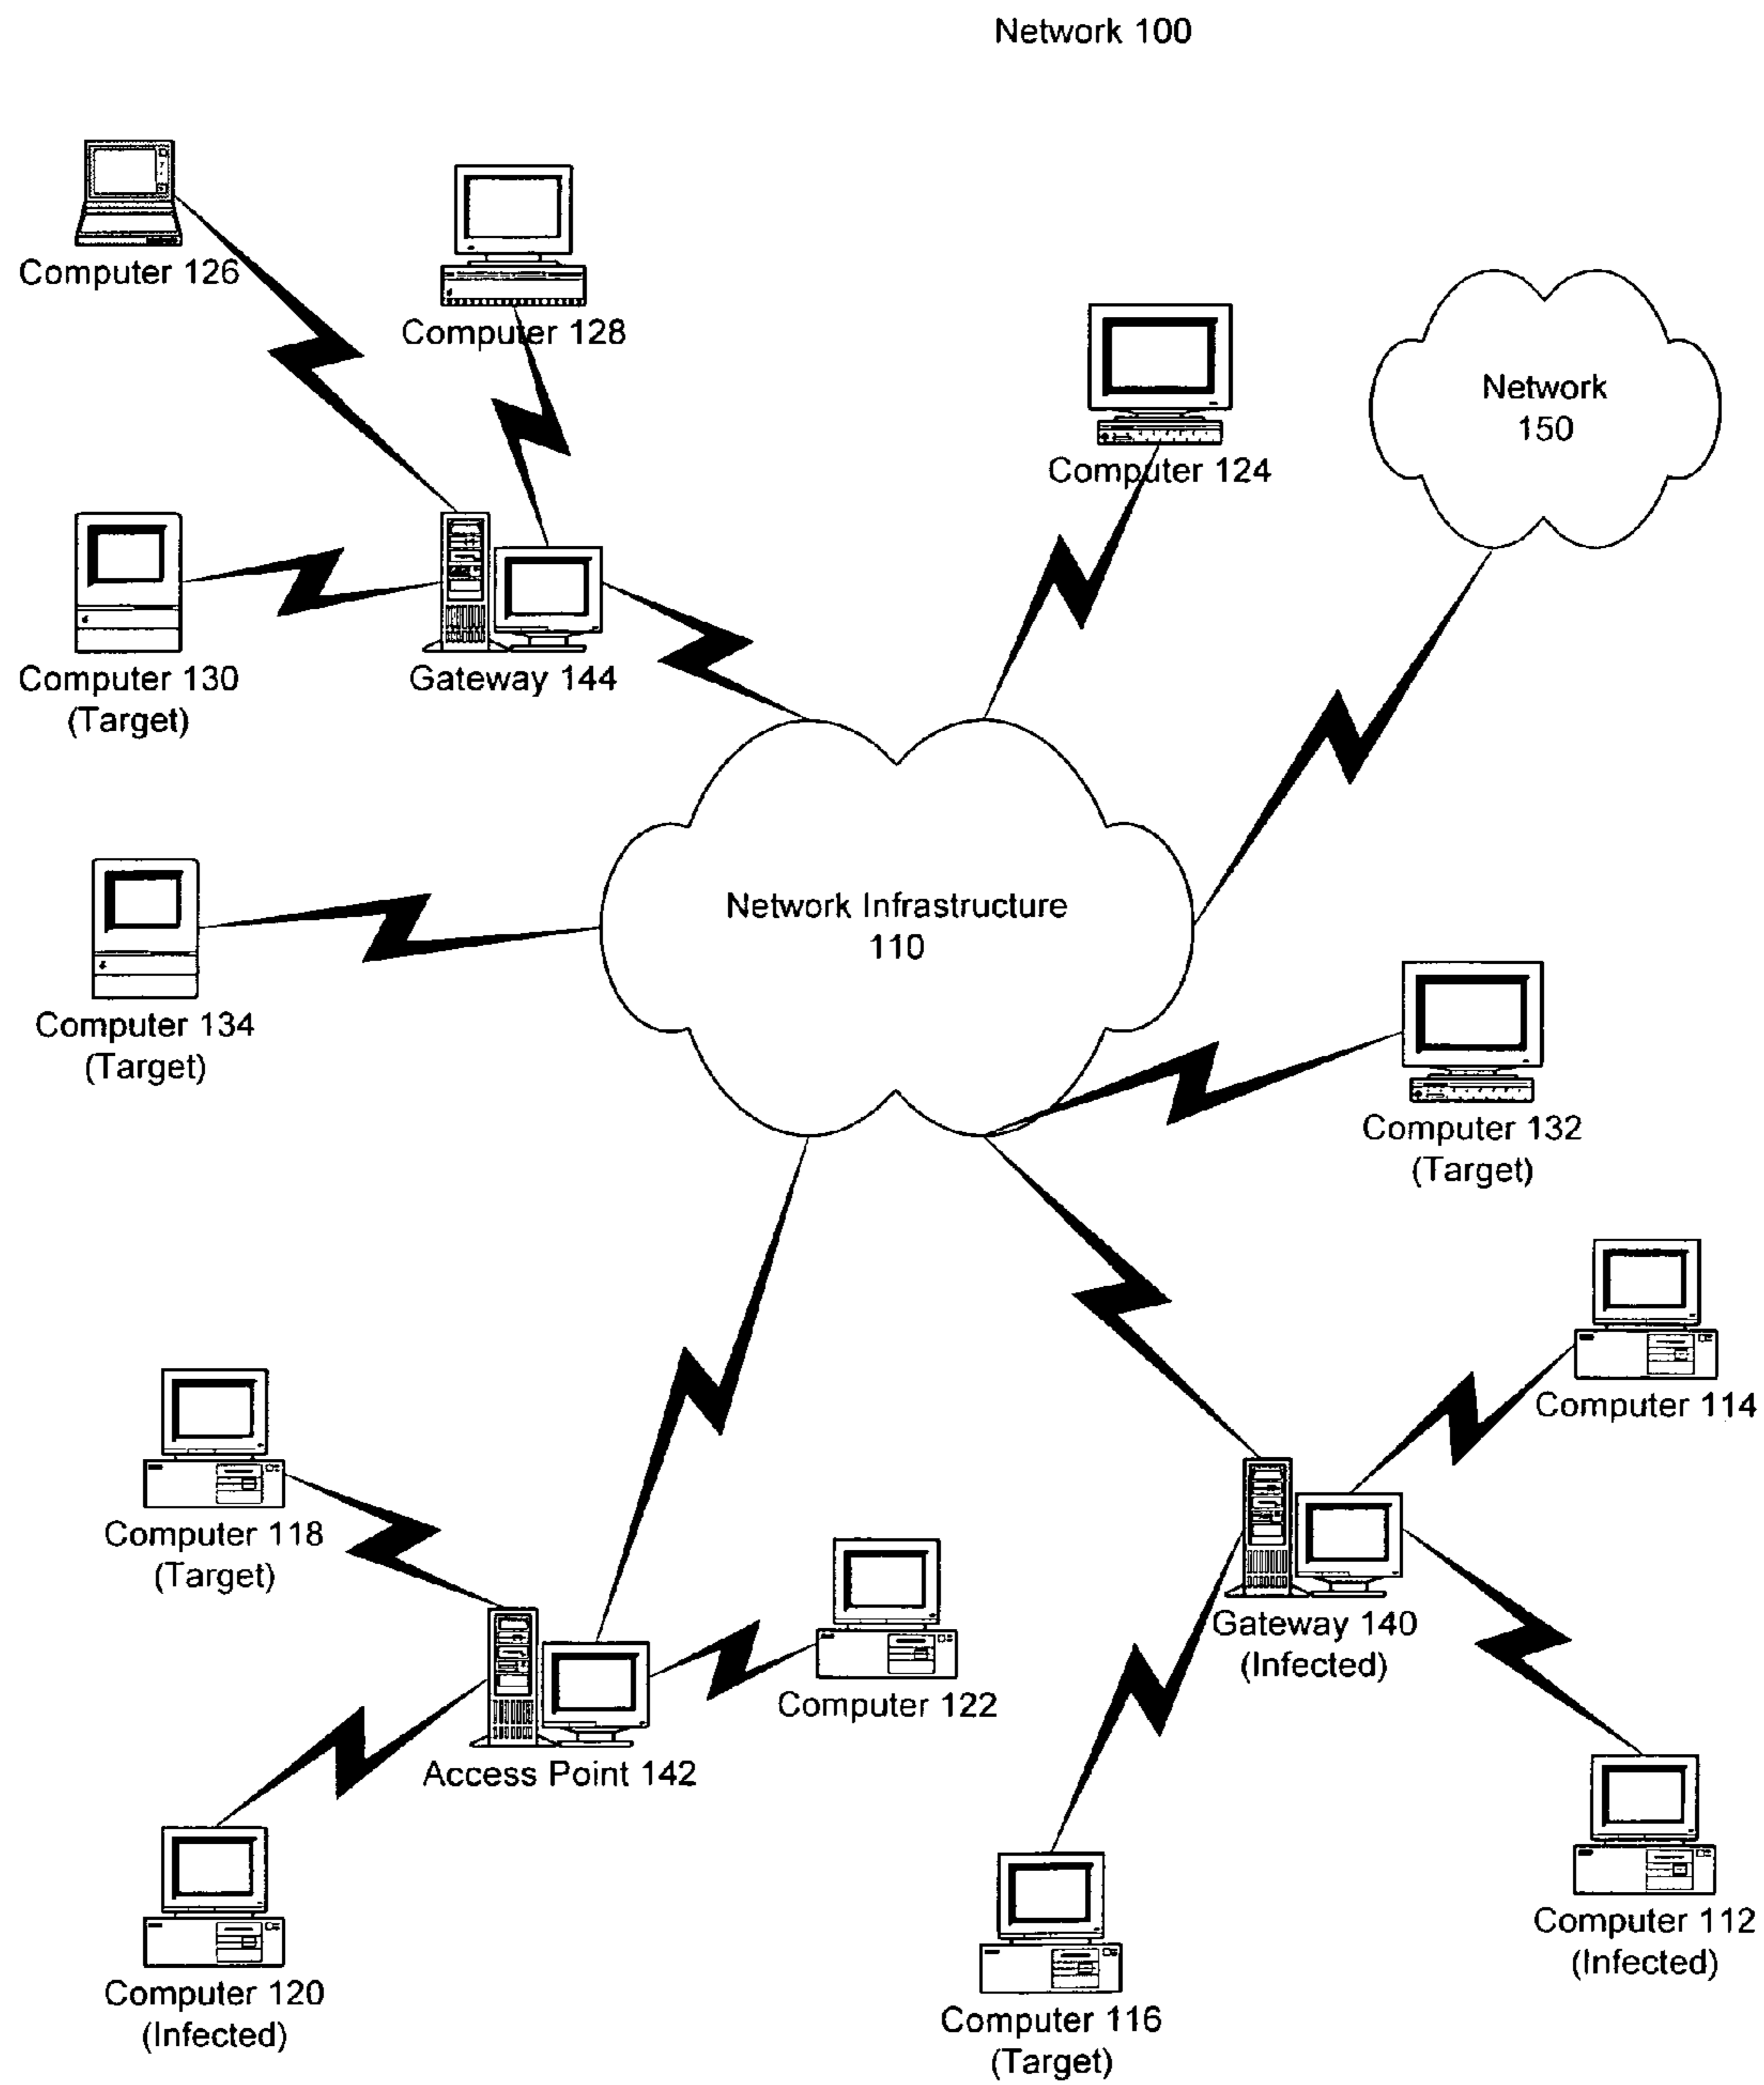 Network 100
Computer 126
Computer 128
Network
150
Computer 124
Computer 130
(Target)
Gateway 144
Network Infrastructure
110
Computer 134
(Target)
Computer 132
(Target)
Computer 114
Computer 118
(Target)
Gateway 140
(Infected)
Computer 122
Access Point 142
Computer 112
(Infected)
Computer 120
(Infected)
Computer 116
(Target)